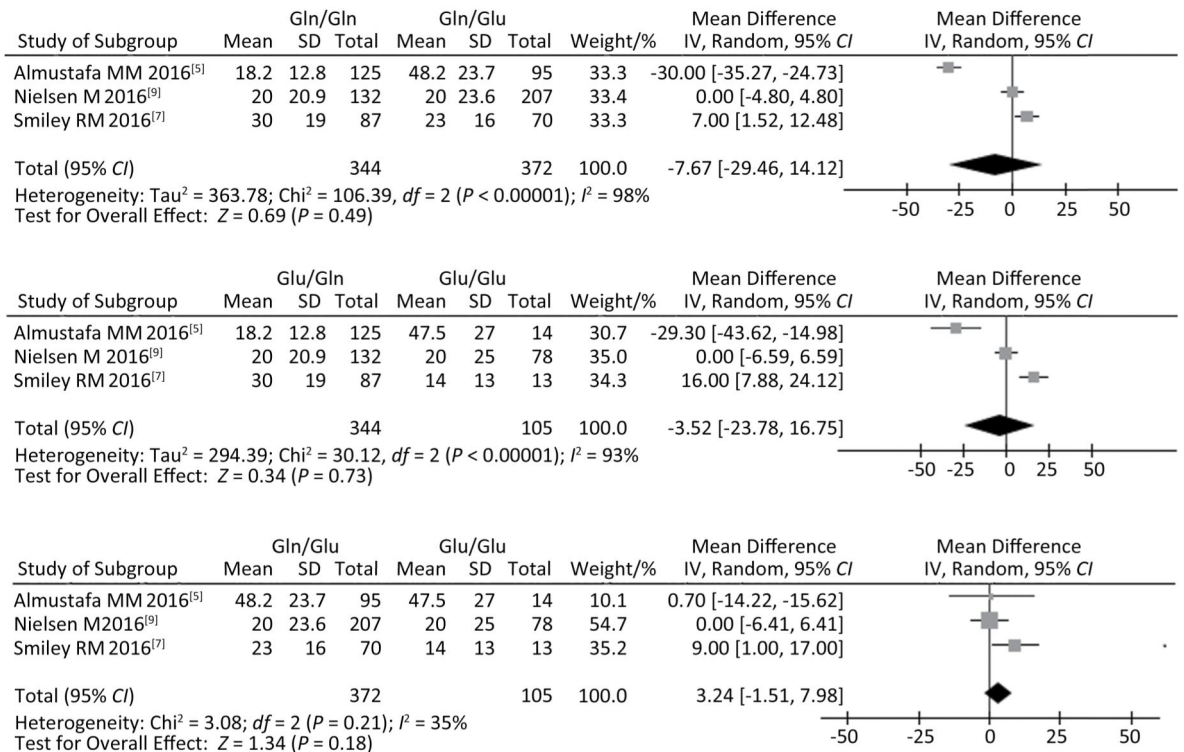 Gln/Gln Gln/Glu Mean Difference Mean Difference
Study of Subgroup Mean SD Total Mean SD Total Weight/% IV, Random, 95% CI IV, Random, 95% CI
Almustafa MM 2016[5] 18.2 12.8 125 48.2 23.7 95 33.3 -30.00 [-35.27, -24.73]
Nielsen M 2016[9] 20 20.9 132 20 23.6 207 33.4 0.00 [-4.80, 4.80]
Smiley RM 2016[7] 30 19 87 23 16 70 33.3 7.00 [1.52, 12.48]
Total (95% CI) 344 372 100.0 -7.67 [-29.46, 14.12]
Heterogeneity: Tau² = 363.78; Chi² = 106.39, df = 2 (P < 0.00001); I² = 98%
Test for Overall Effect: Z = 0.69 (P = 0.49)
-50 -25 0 25 50
Glu/Gln Glu/Glu Mean Difference Mean Difference
Study of Subgroup Mean SD Total Mean SD Total Weight/% IV, Random, 95% CI IV, Random, 95% CI
Almustafa MM 2016[5] 18.2 12.8 125 47.5 27 14 30.7 -29.30 [-43.62, -14.98]
Nielsen M 2016[9] 20 20.9 132 20 25 78 35.0 0.00 [-6.59, 6.59]
Smiley RM 2016[7] 30 19 87 14 13 13 34.3 16.00 [7.88, 24.12]
Total (95% CI) 344 105 100.0 -3.52 [-23.78, 16.75]
Heterogeneity: Tau² = 294.39; Chi² = 30.12, df = 2 (P < 0.00001); I² = 93%
Test for Overall Effect: Z = 0.34 (P = 0.73)
-50 -25 0 25 50
Gln/Glu Glu/Glu Mean Difference Mean Difference
Study of Subgroup Mean SD Total Mean SD Total Weight/% IV, Random, 95% CI IV, Random, 95% CI
Almustafa MM 2016[5] 48.2 23.7 95 47.5 27 14 10.1 0.70 [-14.22, -15.62]
Nielsen M2016[9] 20 23.6 207 20 25 78 54.7 0.00 [-6.41, 6.41]
Smiley RM 2016[7] 23 16 70 14 13 13 35.2 9.00 [1.00, 17.00]
Total (95% CI) 372 105 100.0 3.24 [-1.51, 7.98]
Heterogeneity: Chi² = 3.08; df = 2 (P = 0.21); I² = 35%
Test for Overall Effect: Z = 1.34 (P = 0.18)
-50 -25 0 25 50